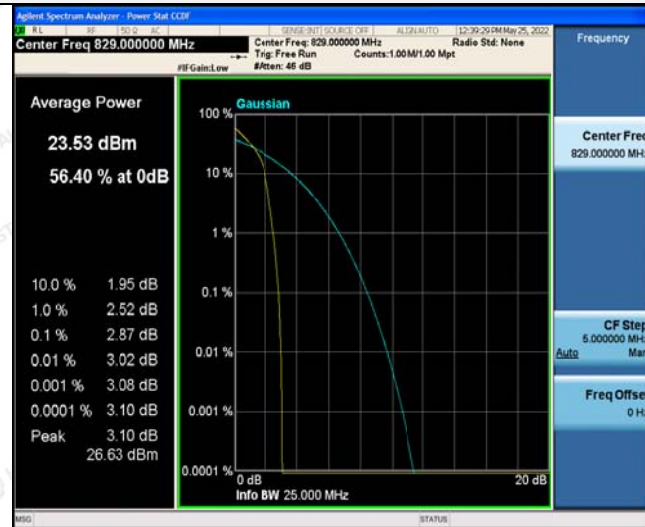 Agilent Spectrum Analyzer - Power Stat CCDF
RL RF 50 Ω AC SENSE:INT SOURCE OFF ALIGN AUTO 12:39:29 PM May 25, 2022
Center Freq 829.000000 MHz
Center Freq: 829.000000 MHz Radio Std: None
Trig: Free Run Counts:1.00 M/1.00 Mpt
#IFGain:Low #Atten: 46 dB
Frequency
Average Power
23.53 dBm
56.40 % at 0dB
10.0 % 1.95 dB
1.0 % 2.52 dB
0.1 % 2.87 dB
0.01 % 3.02 dB
0.001 % 3.08 dB
0.0001 % 3.10 dB
Peak 3.10 dB
26.63 dBm
Gaussian
100 %
10 %
1 %
0.1 %
0.01 %
0.001 %
0.0001 %
0 dB 20 dB
Info BW 25.000 MHz
Center Freq
829.000000 MHz
CF Step
5.000000 MHz
Auto Man
Freq Offset
0 Hz
MSG STATUS